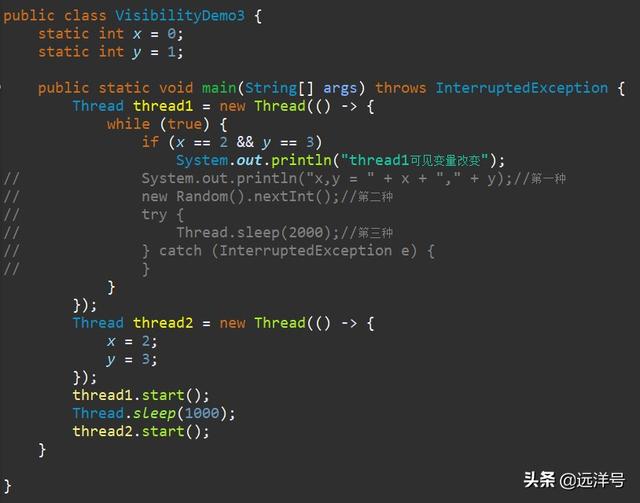 public class VisibilityDemo3 {
    static int x = 0;
    static int y = 1;

    public static void main(String[] args) throws InterruptedException {
        Thread thread1 = new Thread(() -> {
            while (true) {
                if (x == 2 && y == 3)
                    System.out.println("thread1可见变量改变");
//              System.out.println("x,y = " + x + "," + y);//第一种
//              new Random().nextInt();//第二种
//              try {
//                  Thread.sleep(2000);//第三种
//              } catch (InterruptedException e) {
//              }
            }
        });
        Thread thread2 = new Thread(() -> {
            x = 2;
            y = 3;
        });
        thread1.start();
        Thread.sleep(1000);
        thread2.start();
    }

}
头条 @远洋号